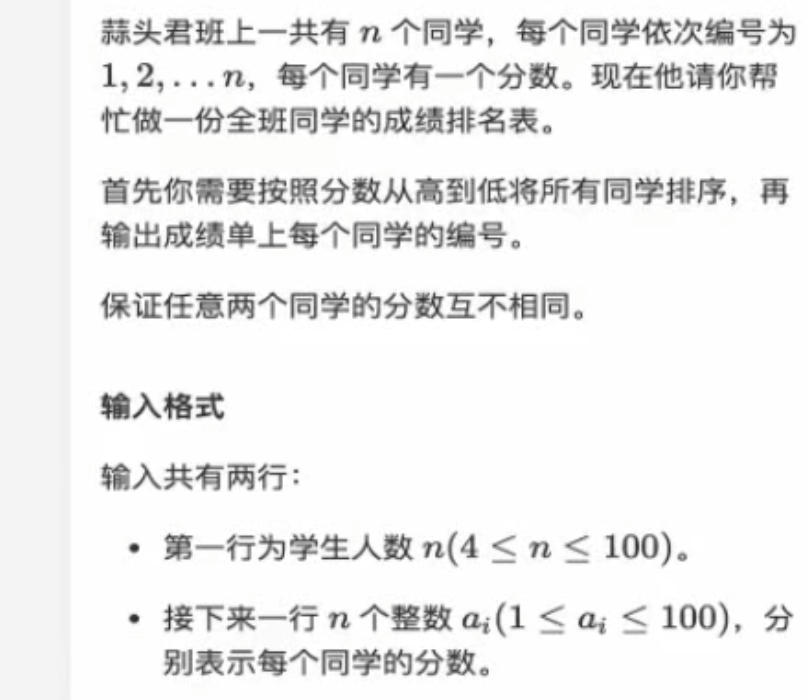 蒜头君班上一共有 n 个同学，每个同学依次编号为
1, 2, . . . n，每个同学有一个分数。现在他请你帮
忙做一份全班同学的成绩排名表。
首先你需要按照分数从高到低将所有同学排序，再
输出成绩单上每个同学的编号。
保证任意两个同学的分数互不相同。
输入格式
输入共有两行：
• 第一行为学生人数 n(4 ≤ n ≤ 100)。
• 接下来一行 n 个整数 aᵢ(1 ≤ aᵢ ≤ 100)，分
别表示每个同学的分数。